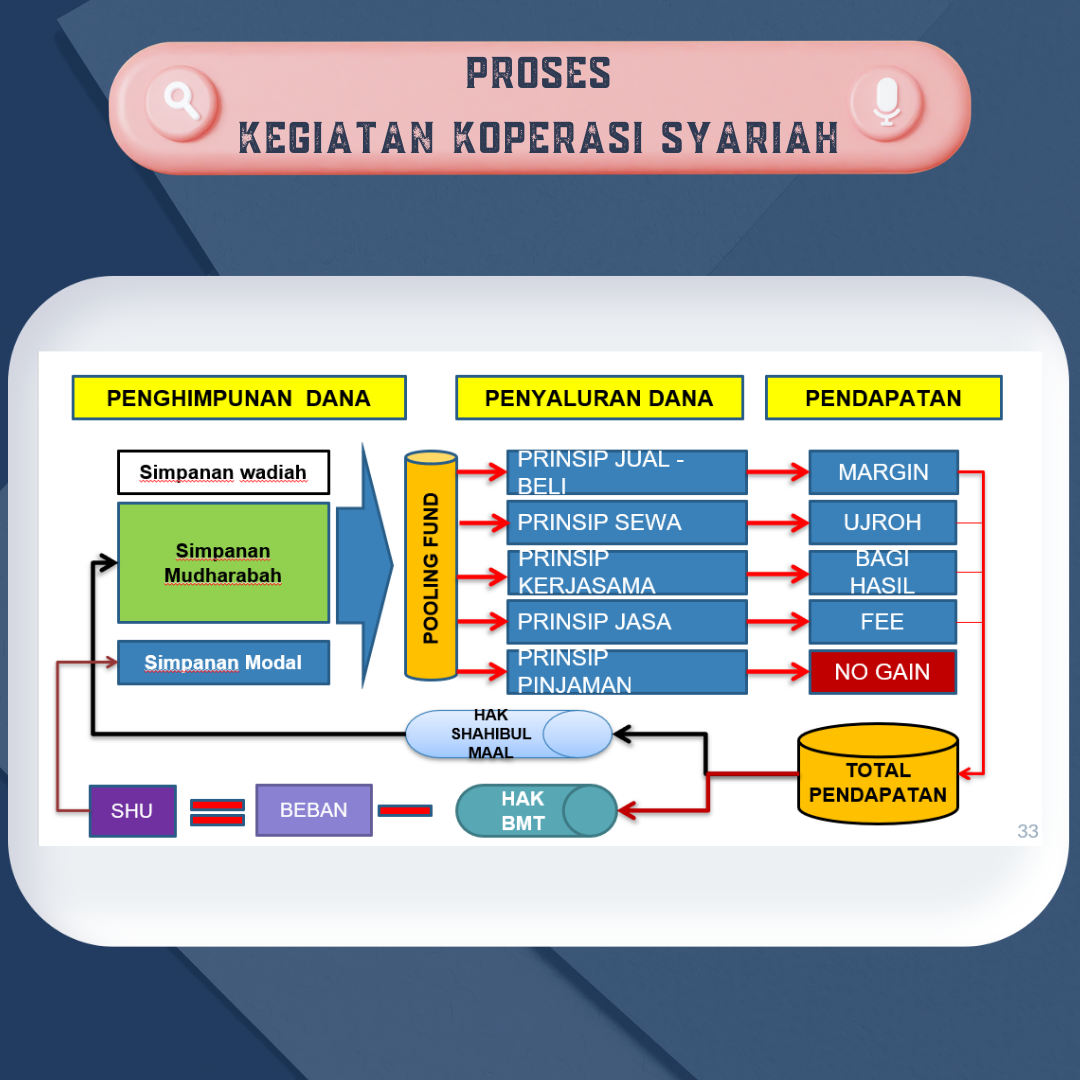 PROSES
KEGIATAN KOPERASI SYARIAH
PENGHIMPUNAN DANA
PENYALURAN DANA
PENDAPATAN
Simpanan wadiah
Simpanan
Mudharabah
Simpanan Modal
POOLING FUND
PRINSIP JUAL -
BELI
PRINSIP SEWA
PRINSIP
KERJASAMA
PRINSIP JASA
PRINSIP
PINJAMAN
MARGIN
UJROH
BAGI
HASIL
FEE
NO GAIN
HAK
SHAHIBUL
MAAL
TOTAL
PENDAPATAN
SHU
BEBAN
HAK
BMT
33